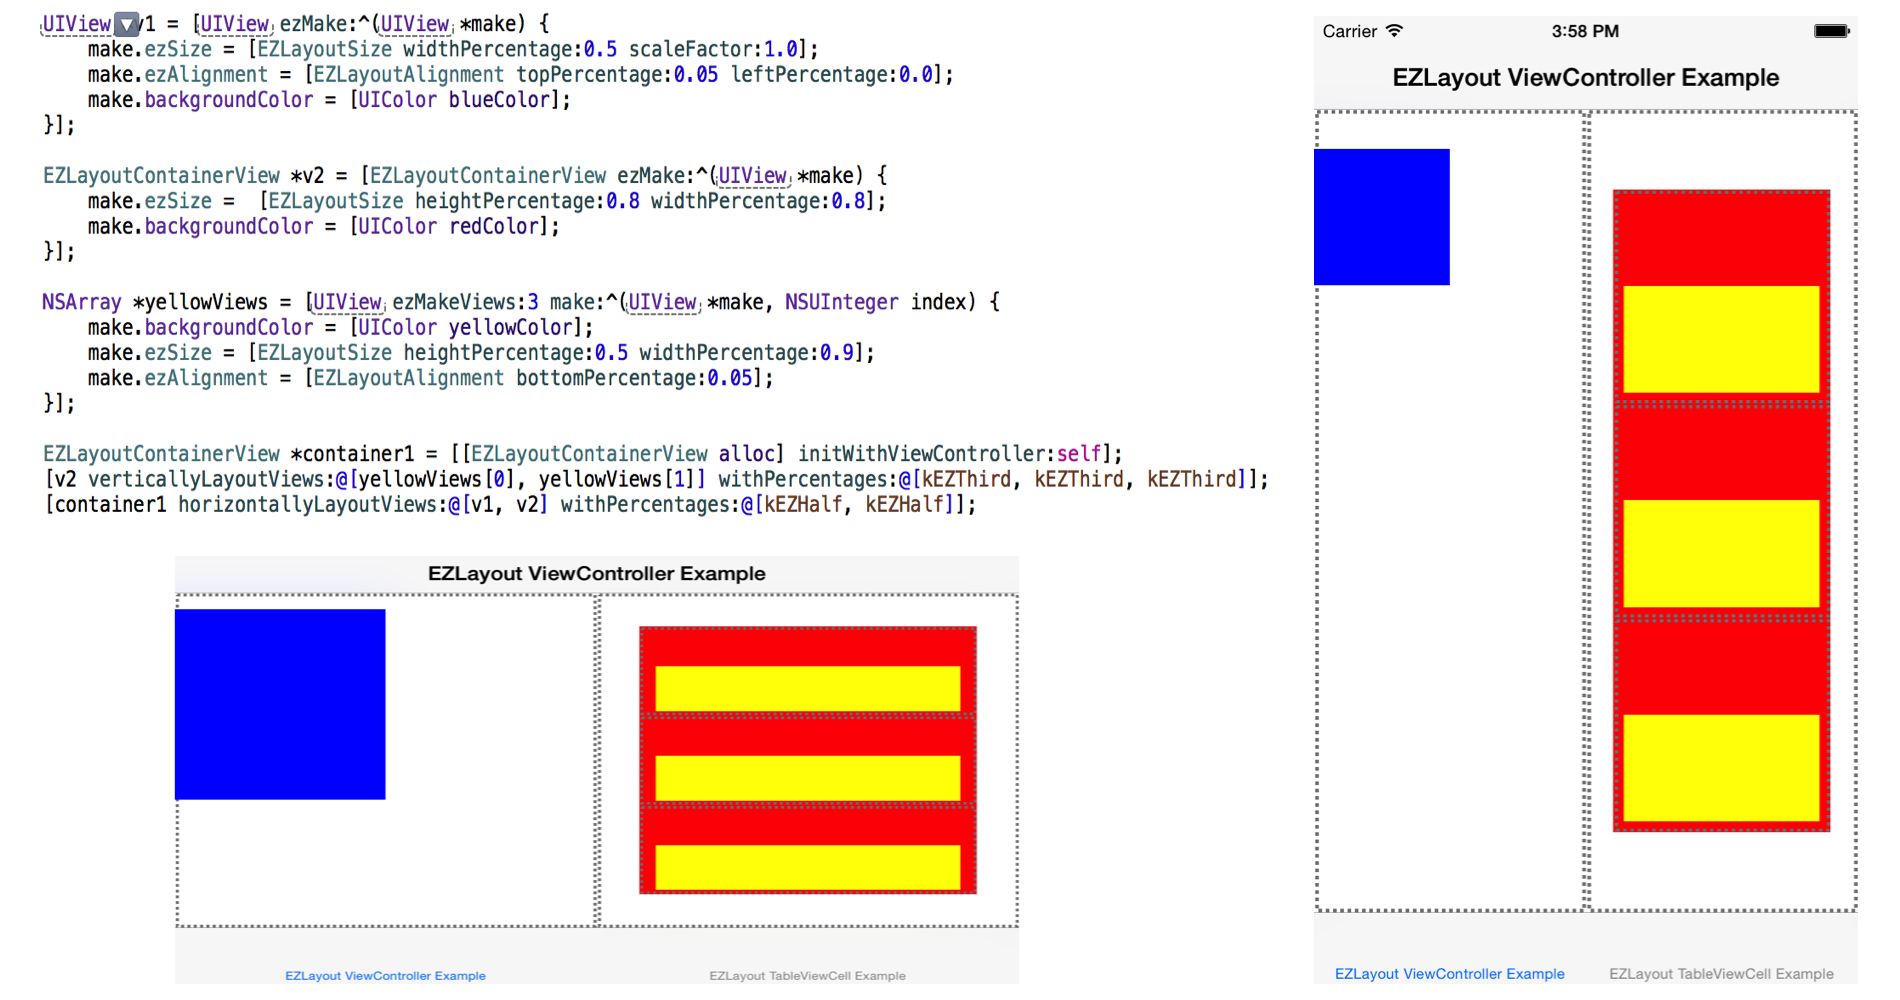 UIView v1 = [UIView ezMake:^(UIView *make) {
    make.ezSize = [EZLayoutSize widthPercentage:0.5 scaleFactor:1.0];
    make.ezAlignment = [EZLayoutAlignment topPercentage:0.05 leftPercentage:0.0];
    make.backgroundColor = [UIColor blueColor];
}];
EZLayoutContainerView *v2 = [EZLayoutContainerView ezMake:^(UIView *make) {
    make.ezSize =  [EZLayoutSize heightPercentage:0.8 widthPercentage:0.8];
    make.backgroundColor = [UIColor redColor];
}];
NSArray *yellowViews = [UIView ezMakeViews:3 make:^(UIView *make, NSUInteger index) {
    make.backgroundColor = [UIColor yellowColor];
    make.ezSize = [EZLayoutSize heightPercentage:0.5 widthPercentage:0.9];
    make.ezAlignment = [EZLayoutAlignment bottomPercentage:0.05];
}];
EZLayoutContainerView *container1 = [[EZLayoutContainerView alloc] initWithViewController:self];
[v2 verticallyLayoutViews:@[yellowViews[0], yellowViews[1]] withPercentages:@[kEZThird, kEZThird, kEZThird]];
[container1 horizontallyLayoutViews:@[v1, v2] withPercentages:@[kEZHalf, kEZHalf]];
EZLayout ViewController Example
EZLayout ViewController Example
EZLayout TableViewCell Example
Carrier 3:58 PM
EZLayout ViewController Example
EZLayout ViewController Example
EZLayout TableViewCell Example